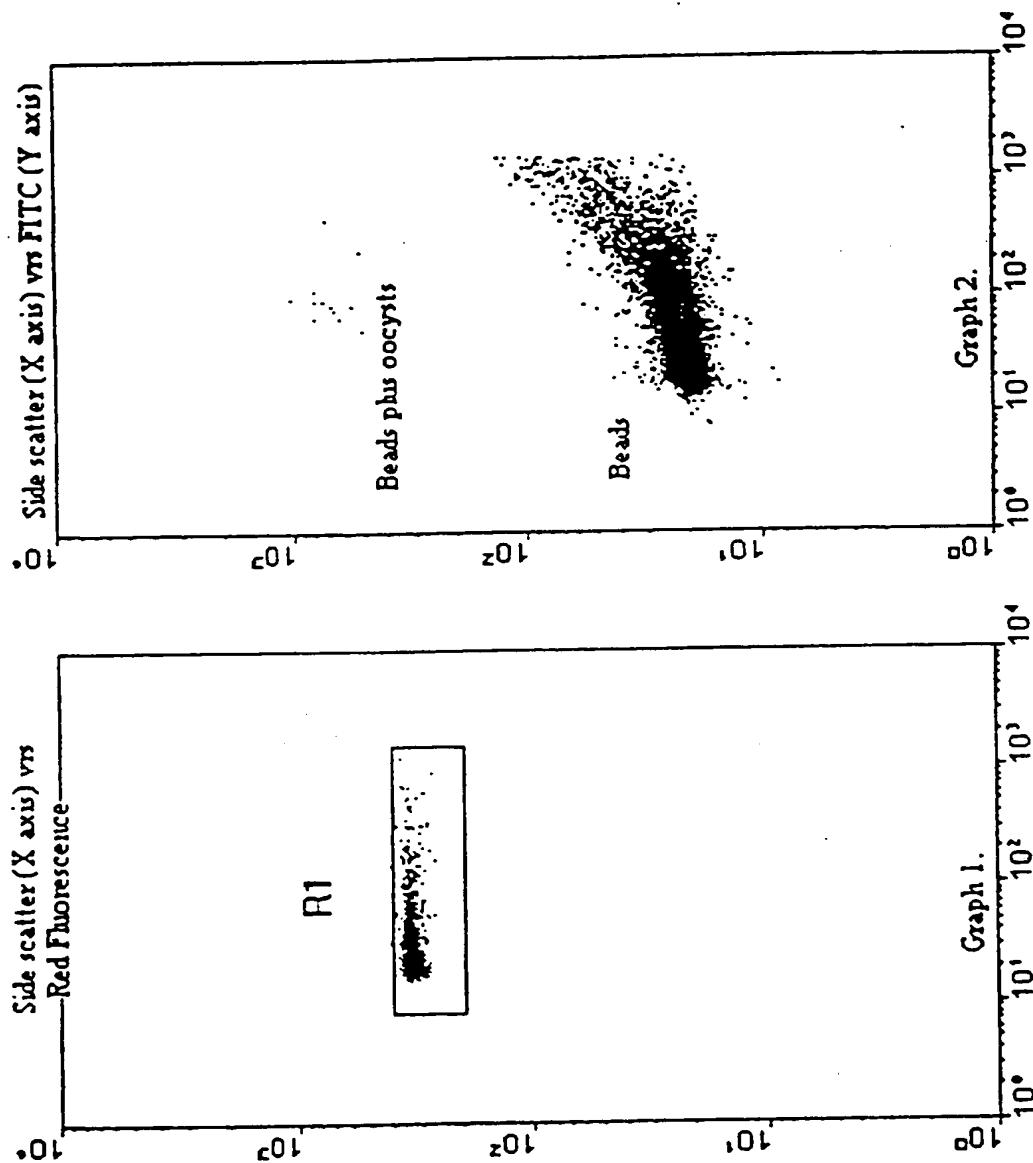 Side scatter (X axis) vrs
Red Fluorescence
10⁴
10³
10²
10¹
10⁰
R1
Graph 1.
10⁰
10¹
10²
10³
10⁴
Side scatter (X axis) vrs FITC (Y axis)
10⁴
10³
10²
10¹
10⁰
Beads plus oocysts
Beads
Graph 2.
10⁰
10¹
10²
10³
10⁴